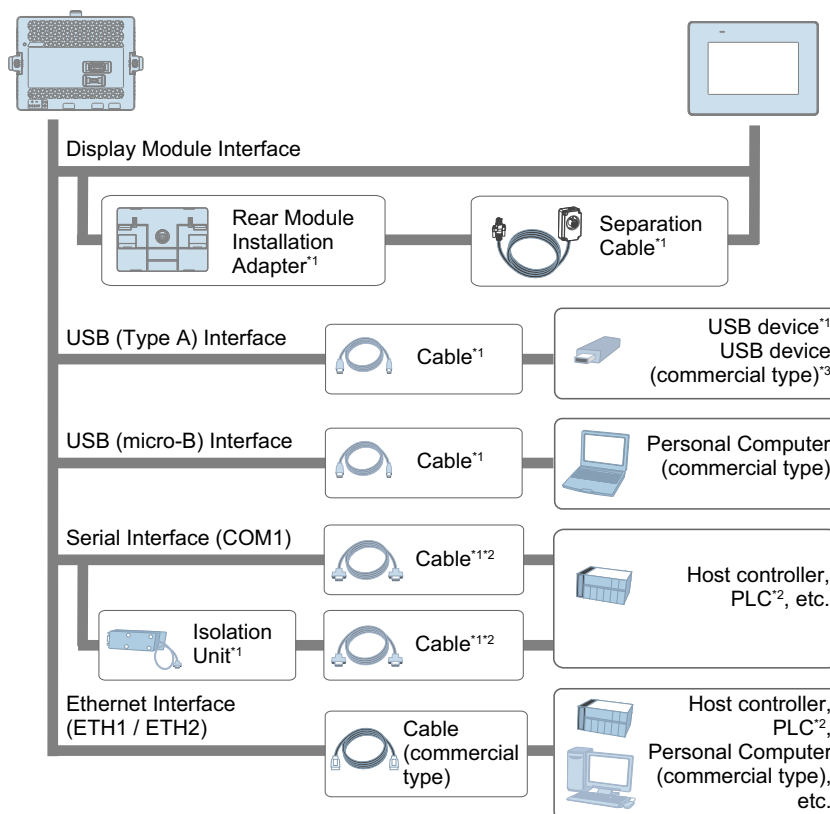 Display Module Interface
Rear Module
Installation
Adapter*1
Separation
Cable*1
USB (Type A) Interface
Cable*1
USB device*1
USB device
(commercial type)*3
USB (micro-B) Interface
Cable*1
Personal Computer
(commercial type)
Serial Interface (COM1)
Cable*1*2
Host controller,
PLC*2, etc.
Isolation
Unit*1
Cable*1*2
Ethernet Interface
(ETH1 / ETH2)
Cable
(commercial
type)
Host controller,
PLC*2,
Personal Computer
(commercial type),
etc.